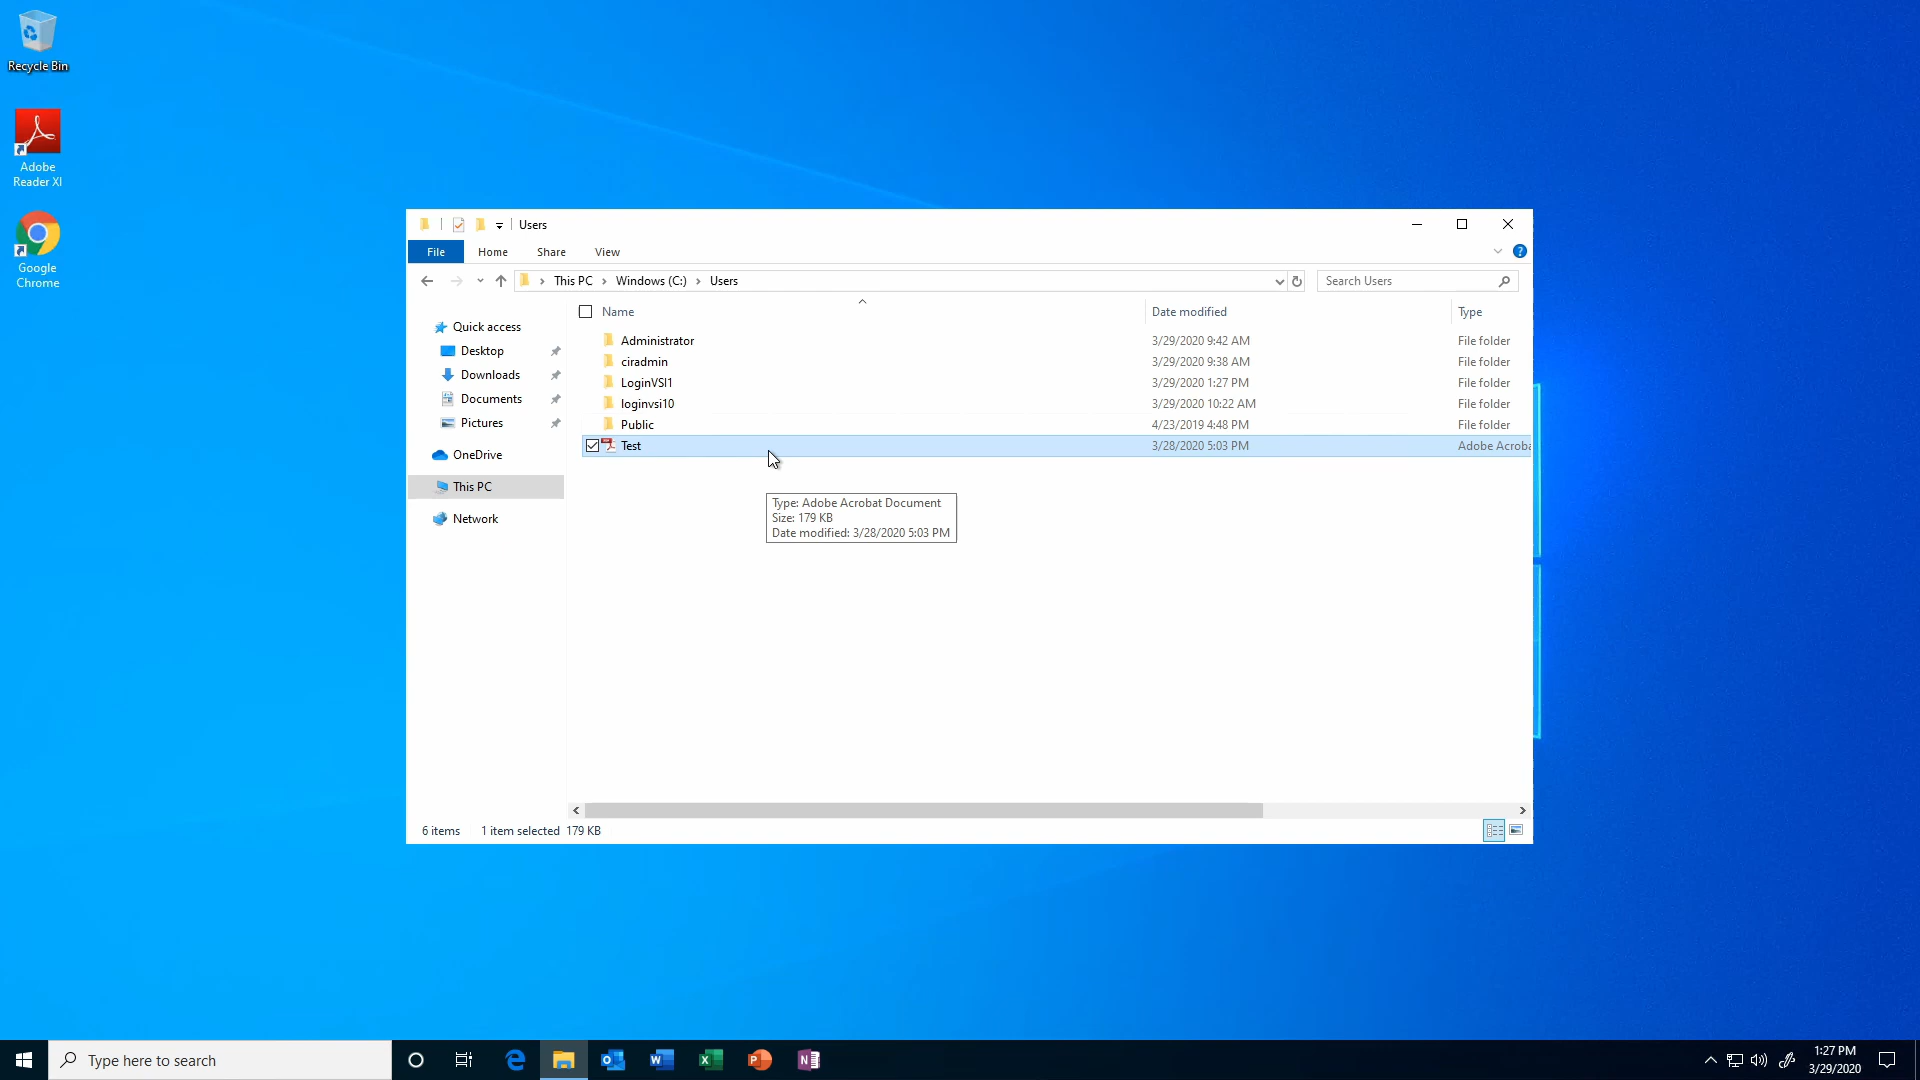 Recycle Bin
Adobe
Reader XI
Google
Chrome
Users
File Home Share View
This PC Windows (C:) Users
Search Users
Name Date modified Type
Quick access
Desktop
Downloads
Documents
Pictures
OneDrive
This PC
Network
Administrator 3/29/2020 9:42 AM File folder
ciradmin 3/29/2020 9:38 AM File folder
LoginVSI1 3/29/2020 1:27 PM File folder
loginvsi10 3/29/2020 10:22 AM File folder
Public 4/23/2019 4:48 PM File folder
Test 3/28/2020 5:03 PM Adobe Acroba
Type: Adobe Acrobat Document
Size: 179 KB
Date modified: 3/28/2020 5:03 PM
6 items 1 item selected 179 KB
Type here to search
1:27 PM
3/29/2020